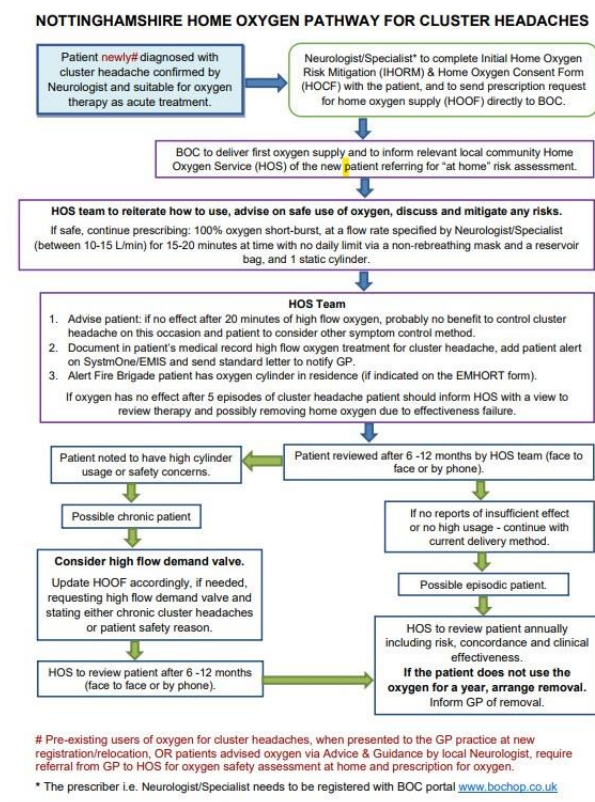 NOTTINGHAMSHIRE HOME OXYGEN PATHWAY FOR CLUSTER HEADACHES
Patient newly# diagnosed with
cluster headache confirmed by
Neurologist and suitable for oxygen
therapy as acute treatment.
Neurologist/Specialist* to complete Initial Home Oxygen
Risk Mitigation (IHORM) & Home Oxygen Consent Form
(HOCF) with the patient, and to send prescription request
for home oxygen supply (HOOF) directly to BOC.
BOC to deliver first oxygen supply and to inform relevant local community Home
Oxygen Service (HOS) of the new patient referring for "at home" risk assessment.
HOS team to reiterate how to use, advise on safe use of oxygen, discuss and mitigate any risks.
If safe, continue prescribing: 100% oxygen short-burst, at a flow rate specified by Neurologist/Specialist
(between 10-15 L/min) for 15-20 minutes at time with no daily limit via a non-rebreathing mask and a reservoir
bag, and 1 static cylinder.
HOS Team
1. Advise patient: if no effect after 20 minutes of high flow oxygen, probably no benefit to control cluster
headache on this occasion and patient to consider other symptom control method.
2. Document in patient's medical record high flow oxygen treatment for cluster headache, add patient alert
on SystmOne/EMIS and send standard letter to notify GP.
3. Alert Fire Brigade patient has oxygen cylinder in residence (if indicated on the EMHORT form).
If oxygen has no effect after 5 episodes of cluster headache patient should inform HOS with a view to
review therapy and possibly removing home oxygen due to effectiveness failure.
Patient noted to have high cylinder
usage or safety concerns.
Patient reviewed after 6 -12 months by HOS team (face to
face or by phone).
Possible chronic patient
If no reports of insufficient effect
or no high usage - continue with
current delivery method.
Consider high flow demand valve.
Update HOOF accordingly, if needed,
requesting high flow demand valve and
stating either chronic cluster headaches
or patient safety reason.
Possible episodic patient.
HOS to review patient annually
including risk, concordance and clinical
effectiveness.
If the patient does not use the
oxygen for a year, arrange removal.
Inform GP of removal.
HOS to review patient after 6 -12 months
(face to face or by phone).
# Pre-existing users of oxygen for cluster headaches, when presented to the GP practice at new
registration/relocation, OR patients advised oxygen via Advice & Guidance by local Neurologist, require
referral from GP to HOS for oxygen safety assessment at home and prescription for oxygen.
* The prescriber i.e. Neurologist/Specialist needs to be registered with BOC portal www.bochop.co.uk